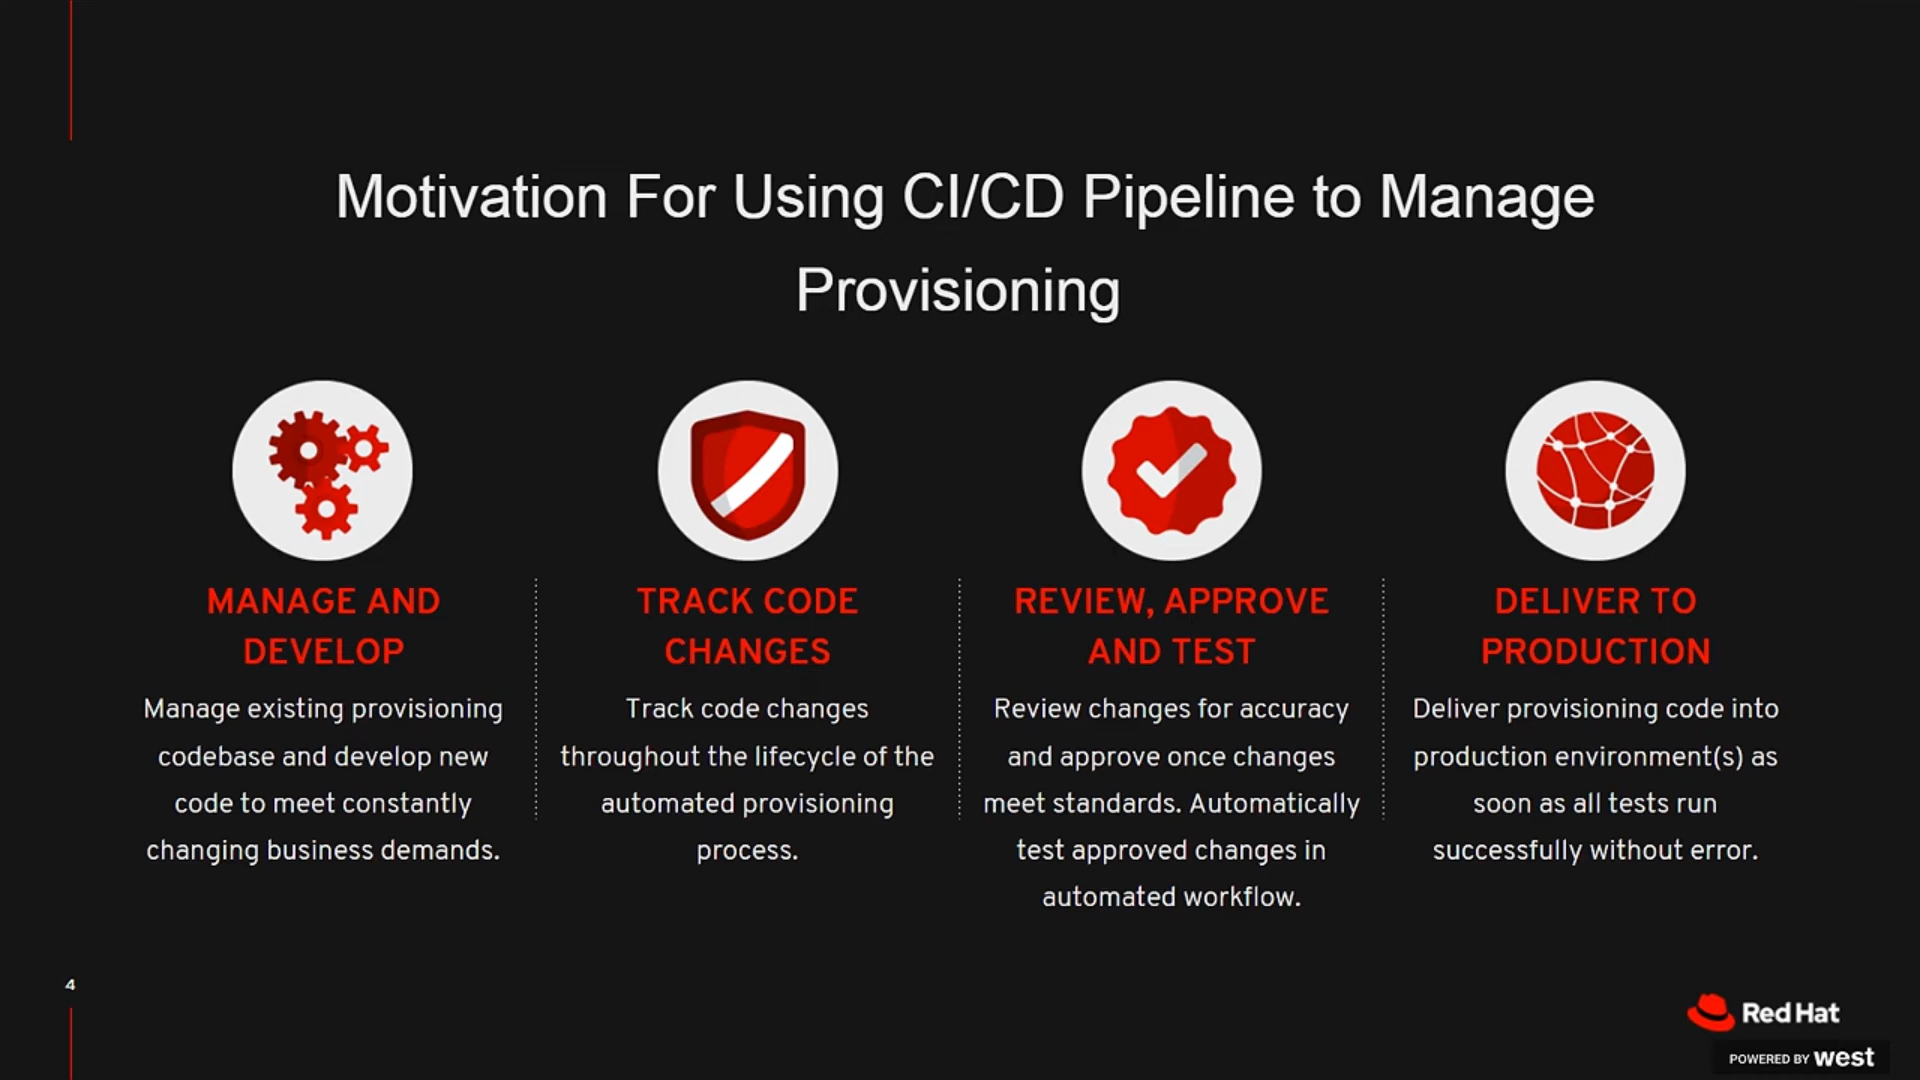 Motivation For Using CI/CD Pipeline to Manage
Provisioning
MANAGE AND
DEVELOP
Manage existing provisioning
codebase and develop new
code to meet constantly
changing business demands.
TRACK CODE
CHANGES
Track code changes
throughout the lifecycle of the
automated provisioning
process.
REVIEW, APPROVE
AND TEST
Review changes for accuracy
and approve once changes
meet standards. Automatically
test approved changes in
automated workflow.
DELIVER TO
PRODUCTION
Deliver provisioning code into
production environment(s) as
soon as all tests run
successfully without error.
4
Red Hat
POWERED BY west